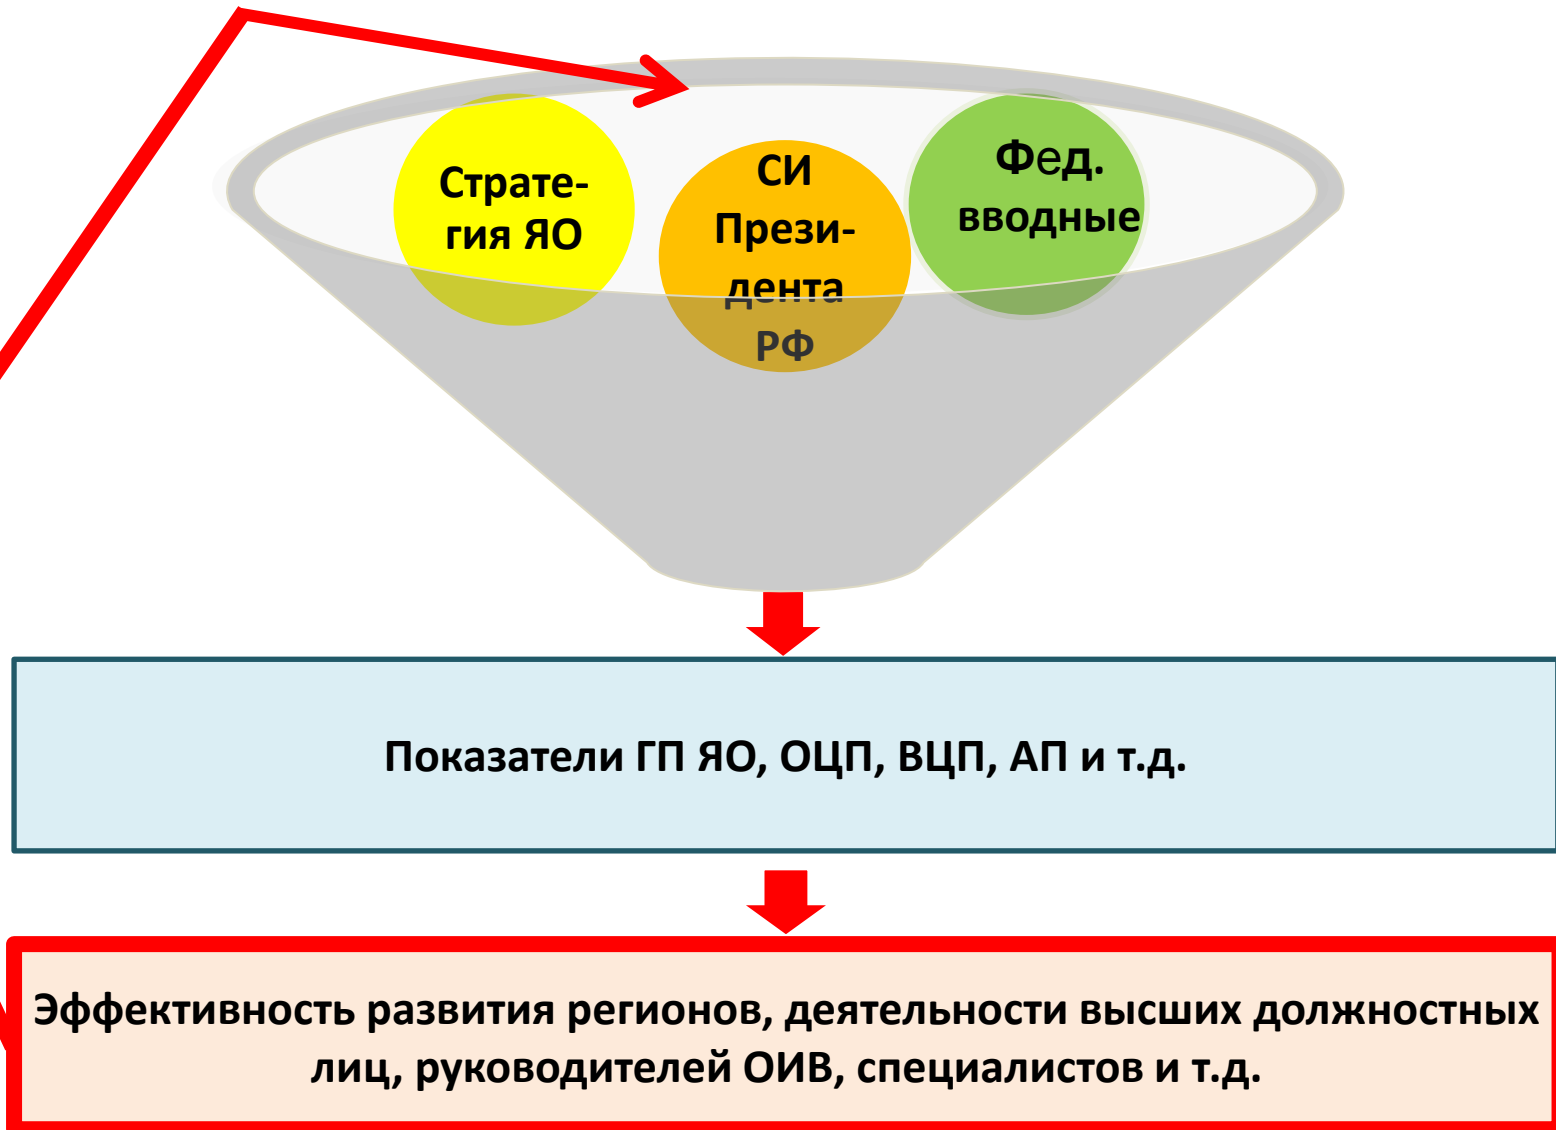 Страте-
гия ЯО
СИ
Прези-
дента
РФ
Фед.
вводные
Показатели ГП ЯО, ОЦП, ВЦП, АП и т.д.
Эффективность развития регионов, деятельности высших должностных
лиц, руководителей ОИВ, специалистов и т.д.